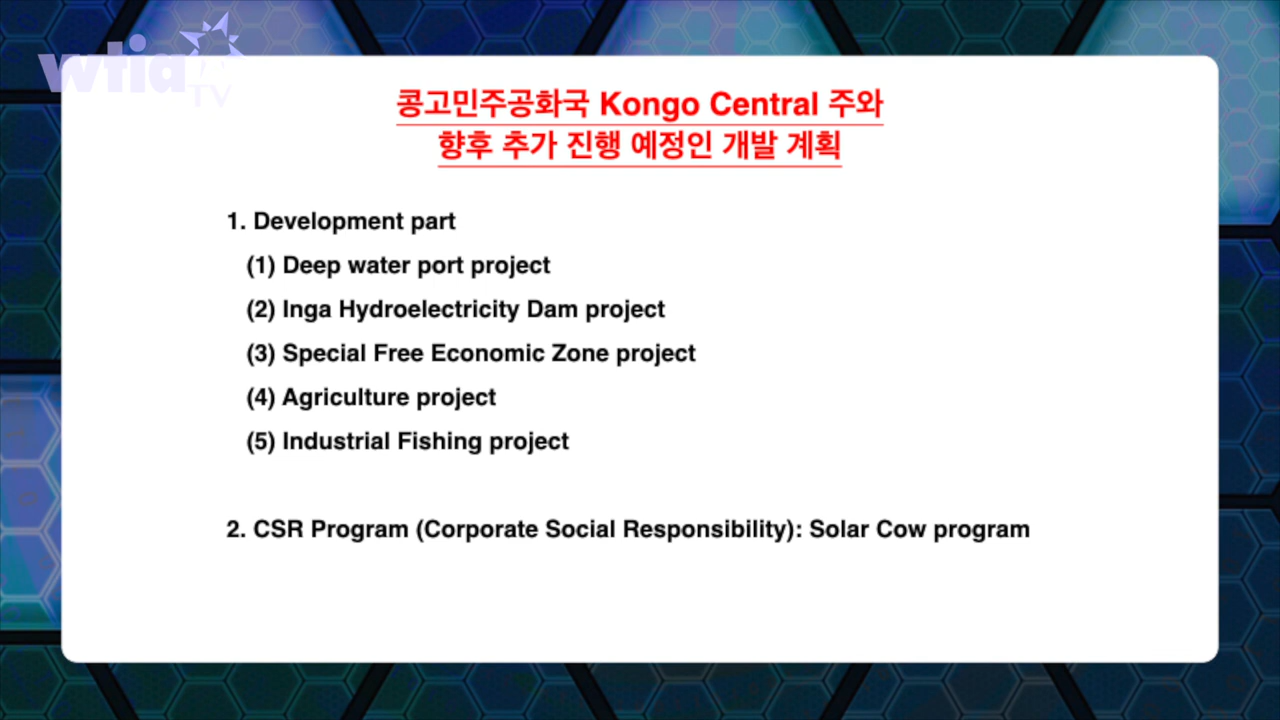 wtia
TV
콩고민주공화국 Kongo Central 주와
향후 추가 진행 예정인 개발 계획
1. Development part
(1) Deep water port project
(2) Inga Hydroelectricity Dam project
(3) Special Free Economic Zone project
(4) Agriculture project
(5) Industrial Fishing project
2. CSR Program (Corporate Social Responsibility): Solar Cow program